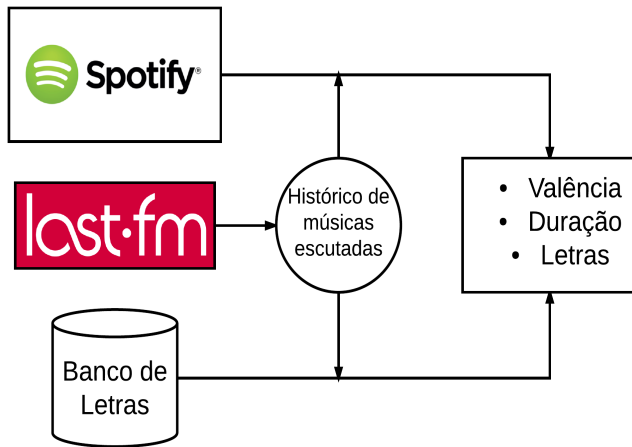 Spotify®
last.fm
Histórico de
músicas
escutadas
• Valência
• Duração
• Letras
Banco de
Letras